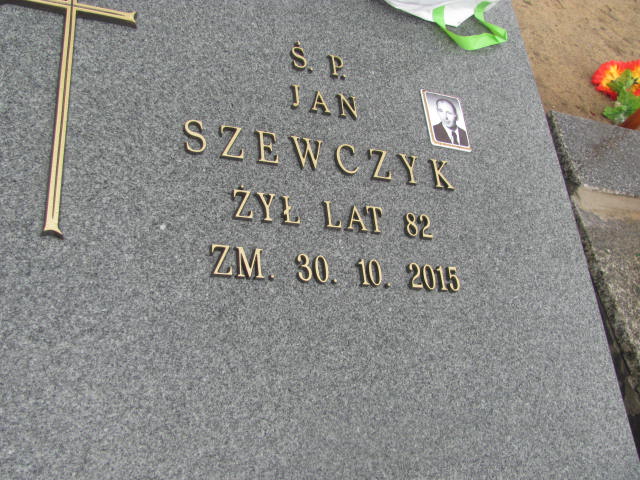 Ś. P.
JAN
SZEWCZYK
ŻYŁ LAT 82
ZM. 30. 10. 2015